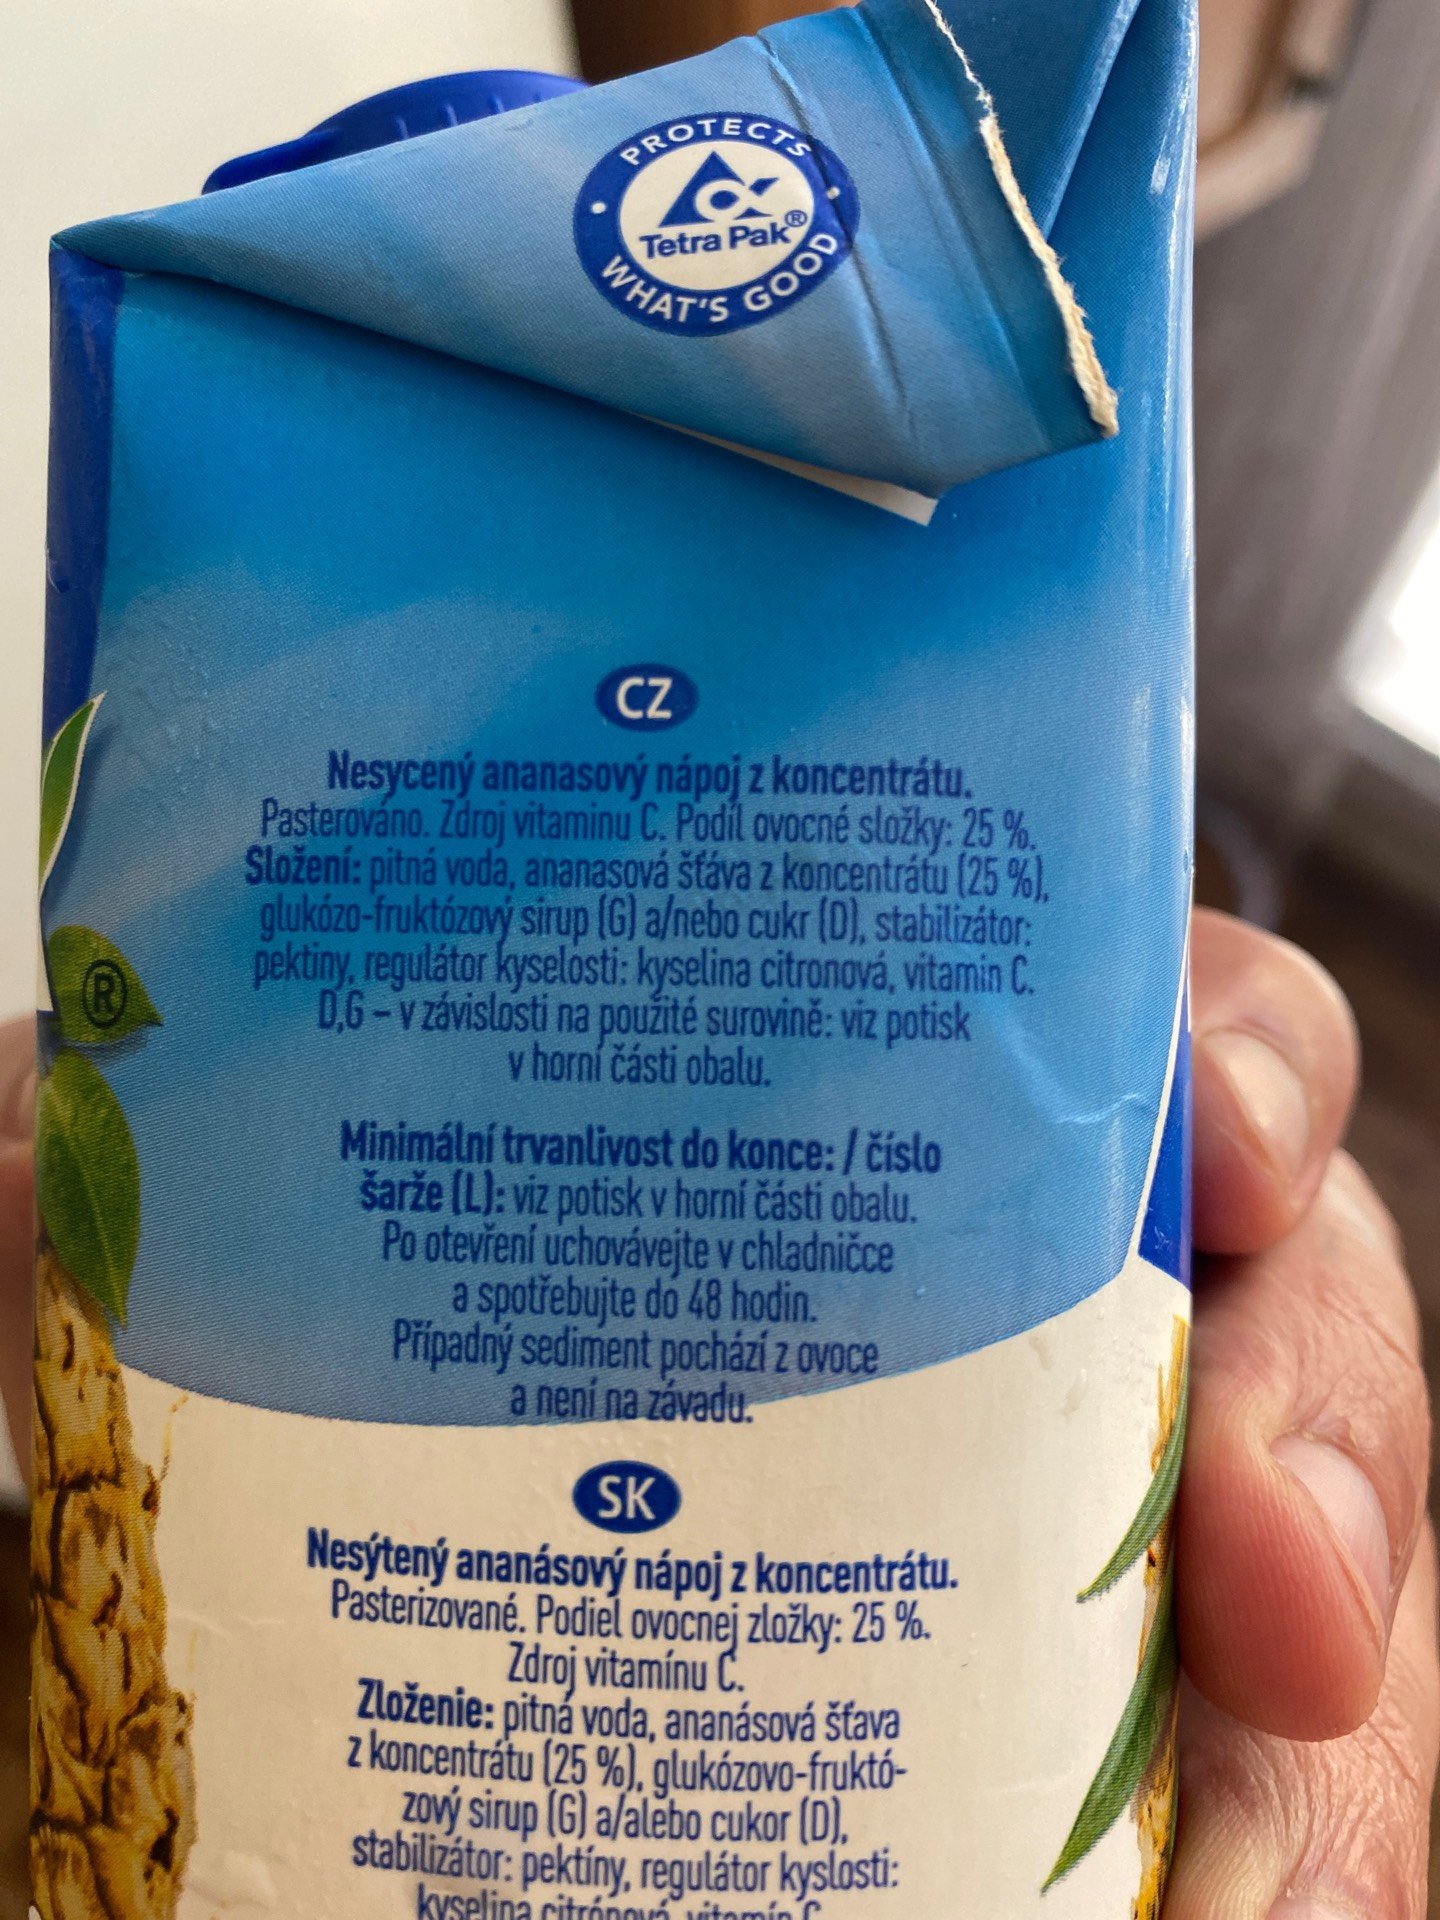 PROTECTS
Tetra Pak®
WHAT'S GOOD
CZ
Nesycený ananasový nápoj z koncentrátu.
Pasterováno. Zdroj vitaminu C. Podíl ovocné složky: 25 %.
Složení: pitná voda, ananasová šťáva z koncentrátu (25 %),
glukózo-fruktózový sirup (G) a/nebo cukr (D), stabilizátor:
pektiny, regulátor kyselosti: kyselina citronová, vitamin C.
D,G – v závislosti na použité surovině: viz potisk
v horní části obalu.
®
Minimální trvanlivost do konce: / číslo
šarže (L): viz potisk v horní části obalu.
Po otevření uchovávejte v chladničce
a spotřebujte do 48 hodin.
Případný sediment pochází z ovoce
a není na závadu.
SK
Nesýtený ananásový nápoj z koncentrátu.
Pasterizované. Podiel ovocnej zložky: 25 %.
Zdroj vitamínu C.
Zloženie: pitná voda, ananásová šťava
z koncentrátu (25 %), glukózovo-fruktó-
zový sirup (G) a/alebo cukor (D),
stabilizátor: pektíny, regulátor kyslosti:
kyselina citrónová, vitamín C.